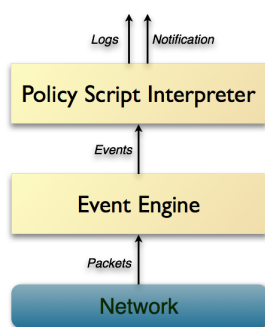 Logs Notification
Policy Script Interpreter
Events
Event Engine
Packets
Network